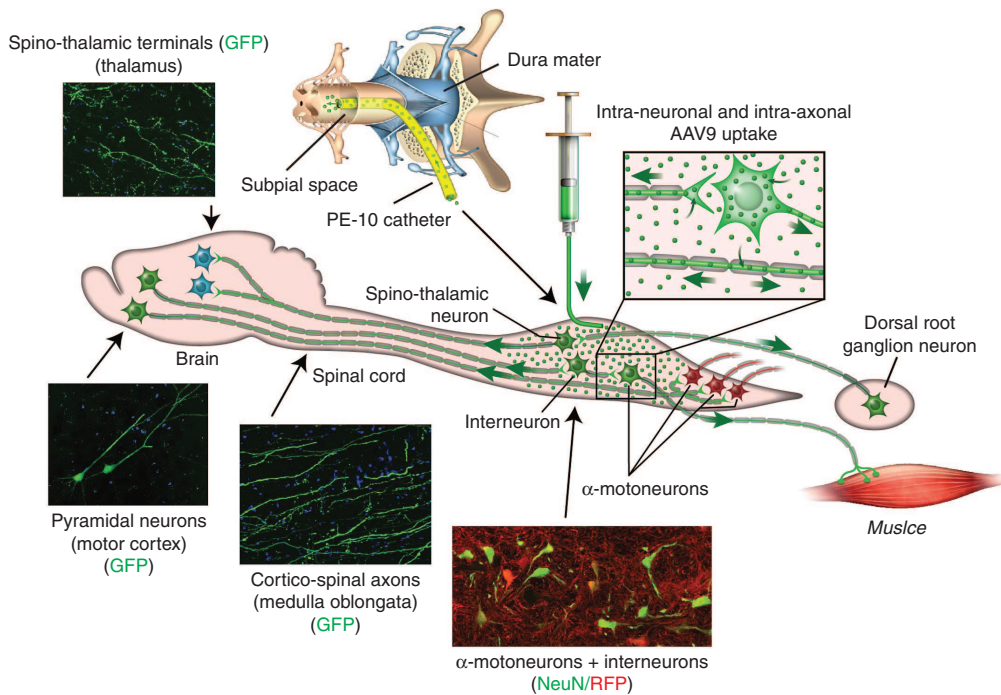 Spino-thalamic terminals (GFP)
(thalamus)
Dura mater
Subpial space
PE-10 catheter
Intra-neuronal and intra-axonal
AAV9 uptake
Spino-thalamic
neuron
Dorsal root
ganglion neuron
Brain
Spinal cord
Interneuron
α-motoneurons
Muslce
Pyramidal neurons
(motor cortex)
(GFP)
Cortico-spinal axons
(medulla oblongata)
(GFP)
α-motoneurons + interneurons
(NeuN/RFP)